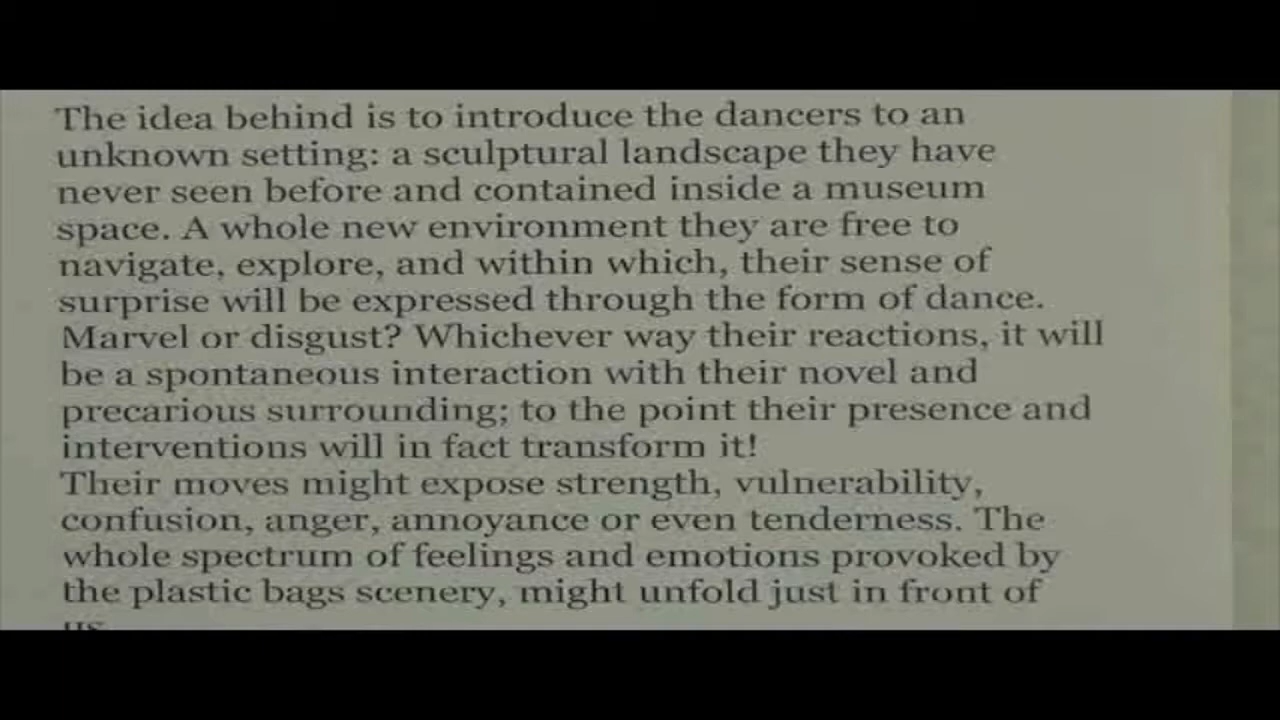 The idea behind is to introduce the dancers to an
unknown setting: a sculptural landscape they have
never seen before and contained inside a museum
space. A whole new environment they are free to
navigate, explore, and within which, their sense of
surprise will be expressed through the form of dance.
Marvel or disgust? Whichever way their reactions, it will
be a spontaneous interaction with their novel and
precarious surrounding; to the point their presence and
interventions will in fact transform it!
Their moves might expose strength, vulnerability,
confusion, anger, annoyance or even tenderness. The
whole spectrum of feelings and emotions provoked by
the plastic bags scenery, might unfold just in front of
us